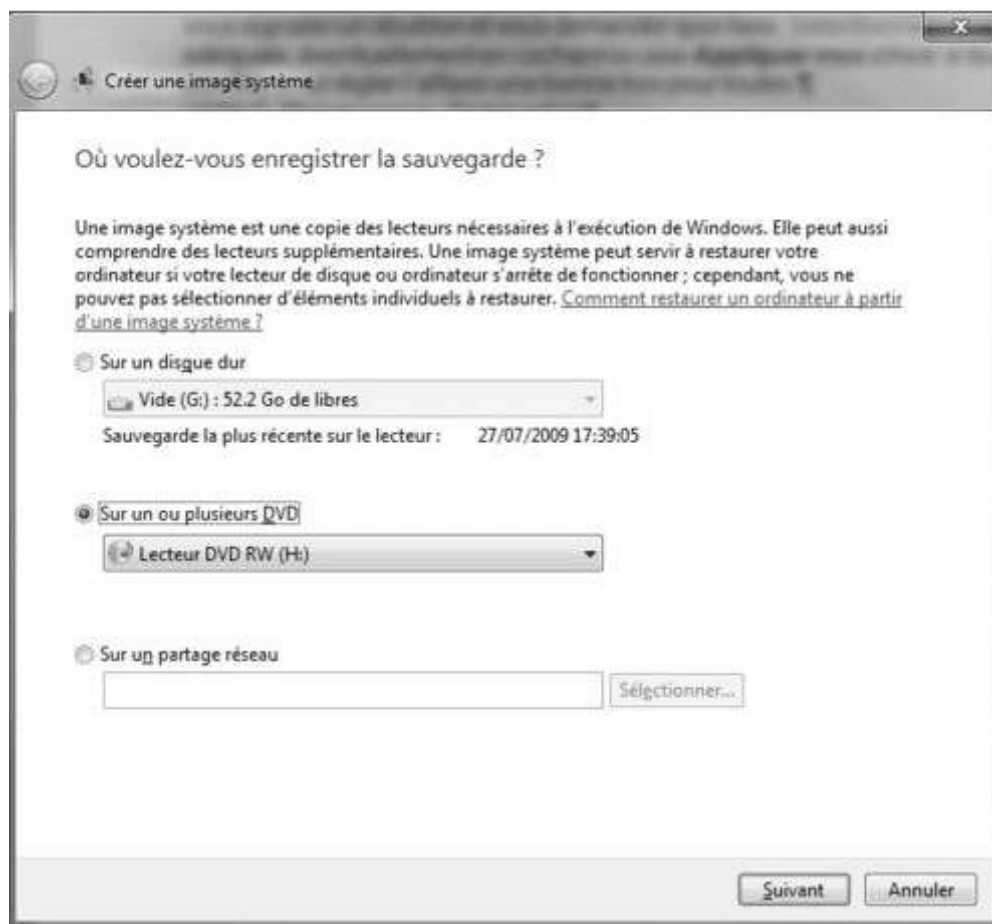 Créer une image système
Où voulez-vous enregistrer la sauvegarde ?
Une image système est une copie des lecteurs nécessaires à l'exécution de Windows. Elle peut aussi
comprendre des lecteurs supplémentaires. Une image système peut servir à restaurer votre
ordinateur si votre lecteur de disque ou ordinateur s'arrête de fonctionner ; cependant, vous ne
pouvez pas sélectionner d'éléments individuels à restaurer. Comment restaurer un ordinateur à partir
d'une image système ?
Sur un disque dur
Vide (G:) : 52.2 Go de libres
Sauvegarde la plus récente sur le lecteur : 27/07/2009 17:39:05
Sur un ou plusieurs DVD
Lecteur DVD RW (H:)
Sur un partage réseau
Sélectionner...
Suivant Annuler